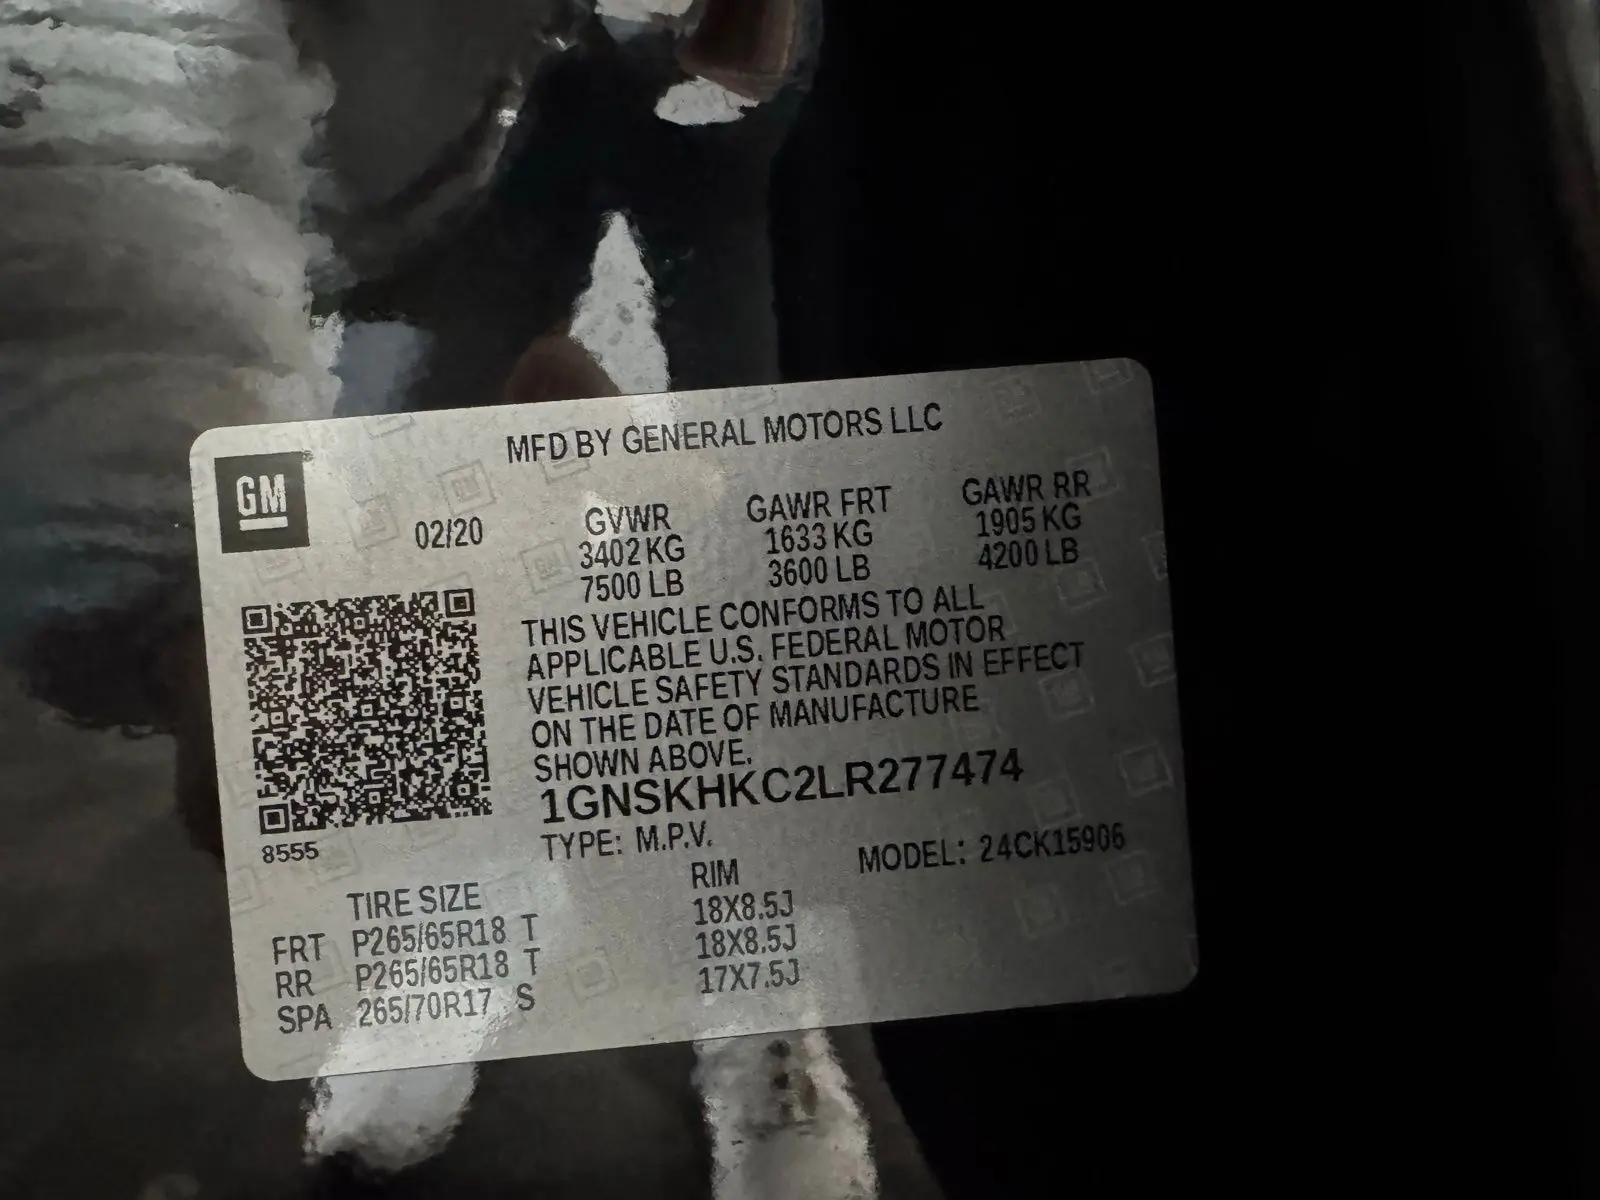 MFD BY GENERAL MOTORS LLC
GM
02/20
GVWR GAWR FRT GAWR RR
3402 KG 1633 KG 1905 KG
7500 LB 3600 LB 4200 LB
THIS VEHICLE CONFORMS TO ALL
APPLICABLE U.S. FEDERAL MOTOR
VEHICLE SAFETY STANDARDS IN EFFECT
ON THE DATE OF MANUFACTURE
SHOWN ABOVE.
1GNSKHKC2LR277474
8555
TYPE: M.P.V. MODEL: 24CK15906
TIRE SIZE RIM
FRT P265/65R18 T 18X8.5J
RR P265/65R18 T 18X8.5J
SPA 265/70R17 S 17X7.5J